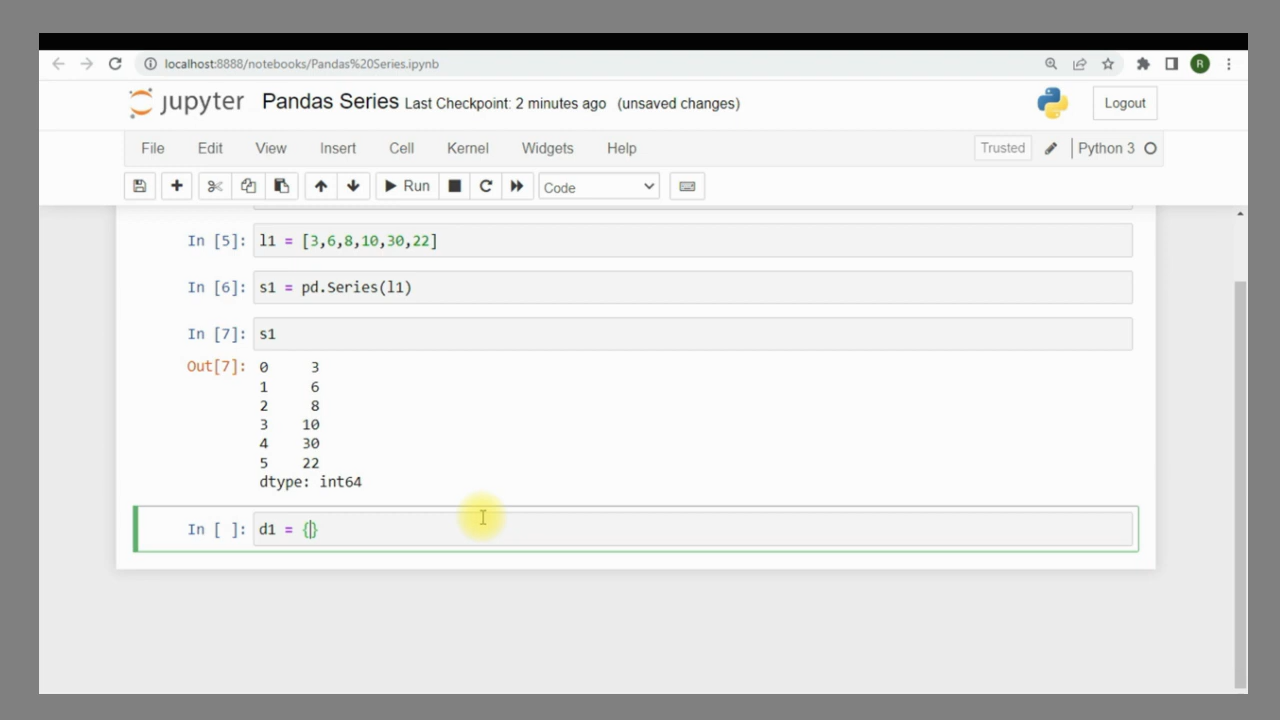 localhost:8888/notebooks/Pandas%20Series.ipynb
R
jupyter Pandas Series Last Checkpoint: 2 minutes ago (unsaved changes)
Logout
File Edit View Insert Cell Kernel Widgets Help
Trusted
Python 3
Run
Code
In [5]: l1 = [3,6,8,10,30,22]
In [6]: s1 = pd.Series(l1)
In [7]: s1
Out[7]: 0 3
1 6
2 8
3 10
4 30
5 22
dtype: int64
In [ ]: d1 = {}